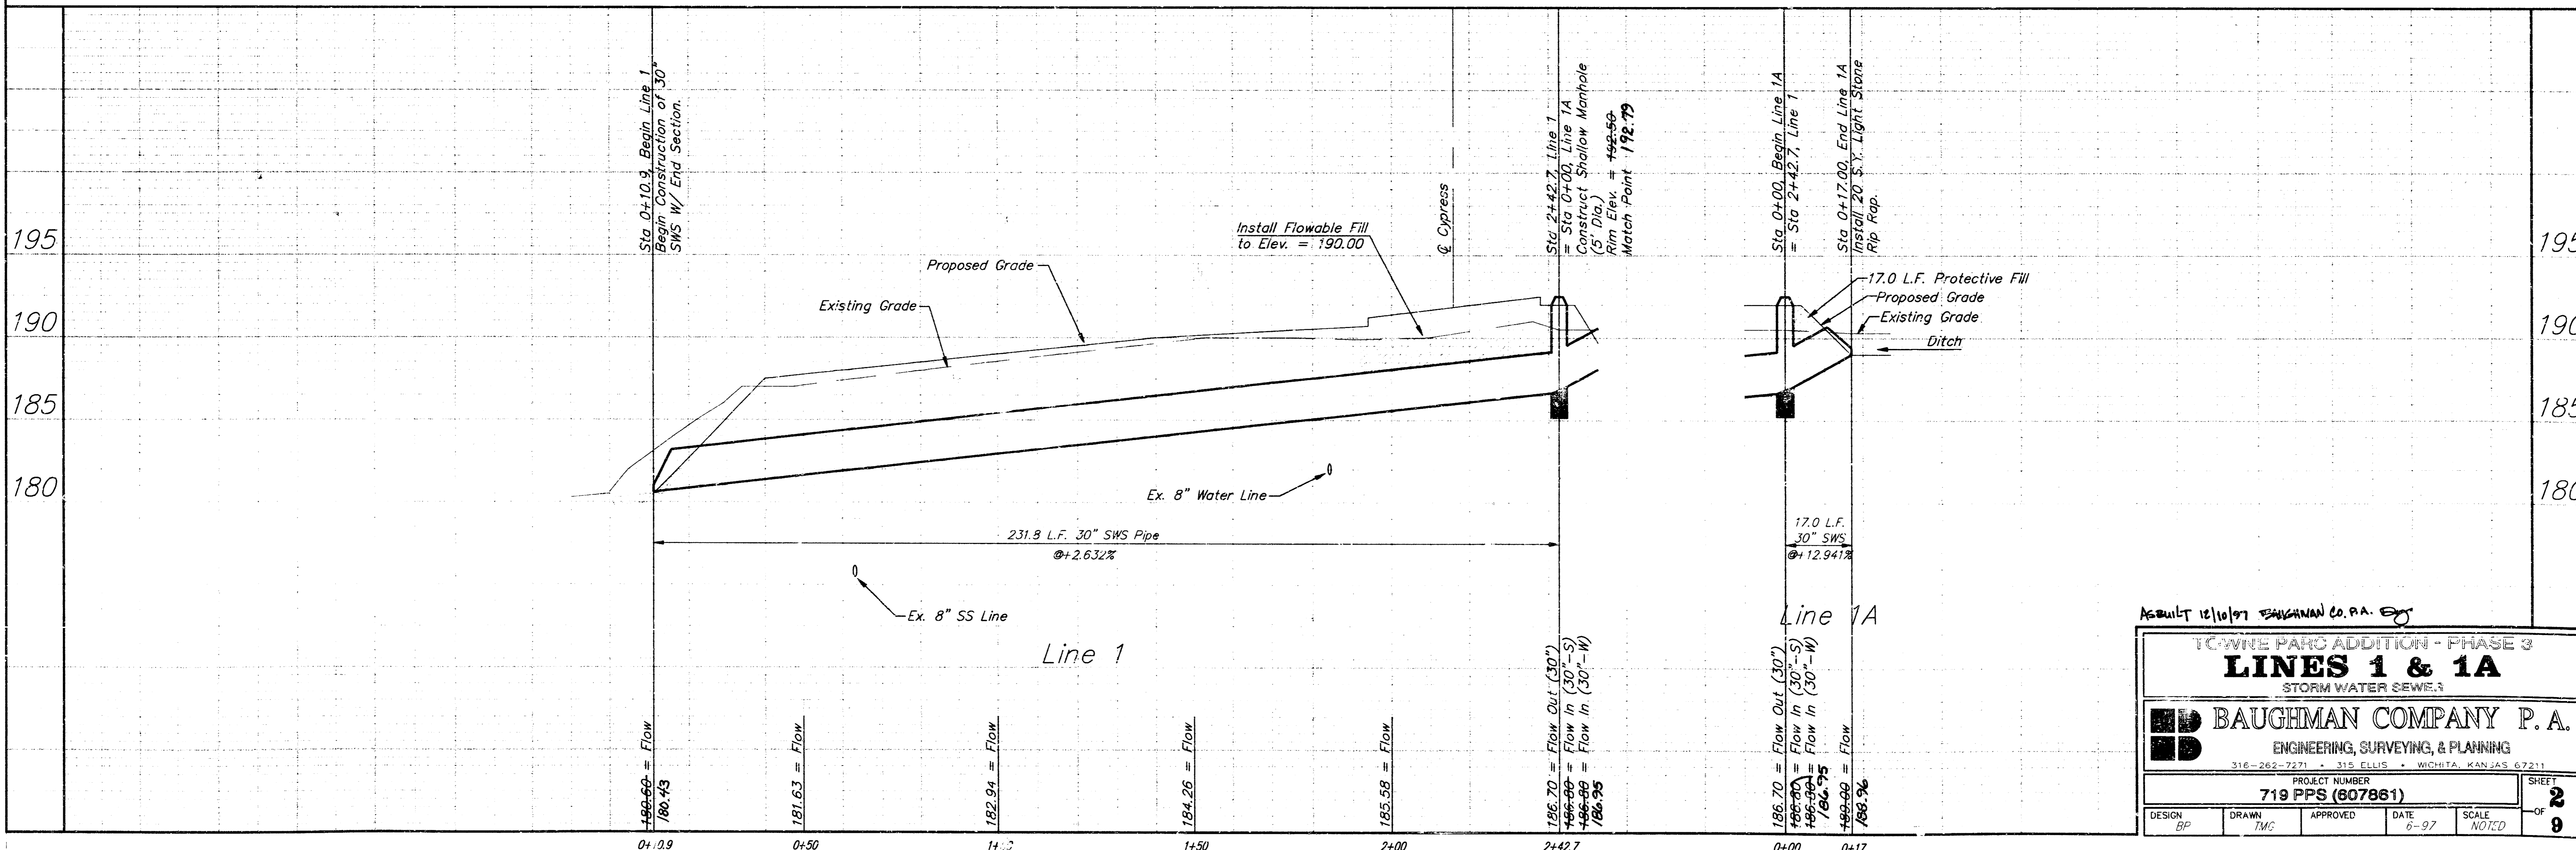 Sta 0+10.9, Begin Line 1
Begin Construction of 30"
SWS W/ End Section.
℄ Cypress
Sta 2+42.7, Line 1
= Sta 0+00, Line 1A
Construct Shallow Manhole
(5' Dia.)
Rim Elev. = 192.50
Match Point 192.79
Sta 0+00, Begin Line 1A
= Sta 2+42.7, Line 1
Sta 0+17.00, End Line 1A
Install 20 S.Y. Light Stone
Rip Rap.
195
190
185
180
195
190
185
180
Install Flowable Fill
to Elev. = 190.00
Proposed Grade
Existing Grade
17.0 L.F. Protective Fill
Proposed Grade
Existing Grade
Ditch
Ex. 8" Water Line
231.8 L.F. 30" SWS Pipe
@+2.632%
17.0 L.F.
30" SWS
@+12.941%
Ex. 8" SS Line
Line 1
Line 1A
180.60 = Flow
180.43
181.63 = Flow
182.94 = Flow
184.26 = Flow
185.58 = Flow
186.70 = Flow Out (30")
186.80 = Flow In (30"-S)
186.80 = Flow In (30"-W)
186.95
186.70 = Flow Out (30")
186.80 = Flow In (30"-S)
186.80 = Flow In (30"-W)
186.95
189.00 = Flow
188.96
0+10.9
0+50
1+00
1+50
2+00
2+42.7
0+00
0+17
ASBUILT 12/10/97 BAUGHMAN CO. P.A.
TOWNE PARC ADDITION - PHASE 3
LINES 1 & 1A
STORM WATER SEWER
BAUGHMAN COMPANY P.A.
ENGINEERING, SURVEYING, & PLANNING
316-262-7271 • 315 ELLIS • WICHITA, KANSAS 67211
PROJECT NUMBER
719 PPS (607861)
SHEET
2
OF
9
DESIGN
BP
DRAWN
TMG
APPROVED
DATE
6-97
SCALE
NOTED